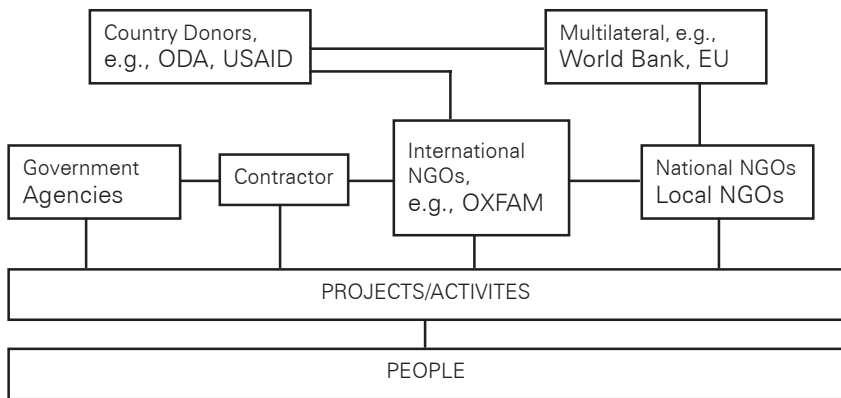 Country Donors,
e.g., ODA, USAID
Multilateral, e.g.,
World Bank, EU
Government
Agencies
Contractor
International
NGOs,
e.g., OXFAM
National NGOs
Local NGOs
PROJECTS/ACTIVITES
PEOPLE